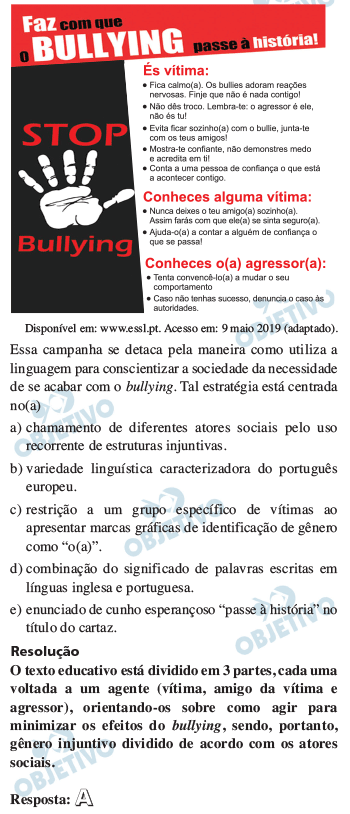 Faz com que
o BULLYING passe à história!
És vítima:
• Fica calmo(a). Os bullies adoram reações
nervosas. Finje que não é nada contigo!
• Não dês troco. Lembra-te: o agressor é ele,
não és tu!
• Evita ficar sozinho(a) com o bullie, junta-te
com os teus amigos!
• Mostra-te confiante, não demonstres medo
e acredita em ti!
• Conta a uma pessoa de confiança o que está
a acontecer contigo.
STOP
Bullying
Conheces alguma vítima:
• Nunca deixes o teu amigo(a) sozinho(a).
Assim farás com que ele(a) se sinta seguro(a).
• Ajuda-o(a) a contar a alguém de confiança o
que se passa!
Conheces o(a) agressor(a):
• Tenta convencê-lo(a) a mudar o seu
comportamento
• Caso não tenhas sucesso, denuncia o caso às
autoridades.
Disponível em: www.essl.pt. Acesso em: 9 maio 2019 (adaptado).
Essa campanha se detaca pela maneira como utiliza a
linguagem para conscientizar a sociedade da necessidade
de se acabar com o bullying. Tal estratégia está centrada
no(a)
a) chamamento de diferentes atores sociais pelo uso
recorrente de estruturas injuntivas.
b) variedade linguística caracterizadora do português
europeu.
c) restrição a um grupo específico de vítimas ao
apresentar marcas gráficas de identificação de gênero
como “o(a)”.
d) combinação do significado de palavras escritas em
línguas inglesa e portuguesa.
e) enunciado de cunho esperançoso “passe à história” no
título do cartaz.
Resolução
O texto educativo está dividido em 3 partes, cada uma
voltada a um agente (vítima, amigo da vítima e
agressor), orientando-os sobre como agir para
minimizar os efeitos do bullying, sendo, portanto,
gênero injuntivo dividido de acordo com os atores
sociais.
Resposta: A
OBJETIVO
OBJETIVO
OBJETIVO
OBJETIVO
OBJETIVO
OBJETIVO